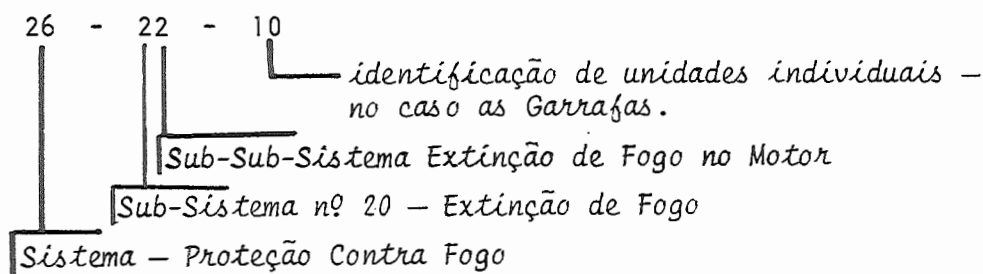 26 - 22 - 10
identificação de unidades individuais —
no caso as Garrafas.
Sub-Sub-Sistema Extinção de Fogo no Motor
Sub-Sistema nº 20 — Extinção de Fogo
Sistema — Proteção Contra Fogo